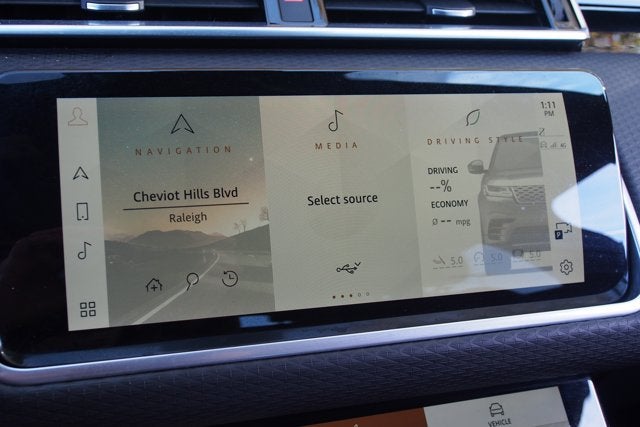 NAVIGATION
Cheviot Hills Blvd
Raleigh
MEDIA
Select source
DRIVING STYLE
DRIVING
--%
ECONOMY
Ø -- mpg
5.0 5.0 5.0
1:11
PM
VEHICLE